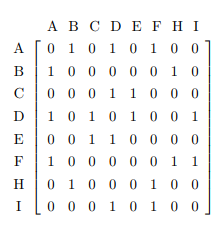 A B C D E F H I
A 0 1 0 1 0 1 0 0
B 1 0 0 0 0 0 1 0
C 0 0 0 1 1 0 0 0
D 1 0 1 0 1 0 0 1
E 0 0 1 1 0 0 0 0
F 1 0 0 0 0 0 1 1
H 0 1 0 0 0 1 0 0
I 0 0 0 1 0 1 0 0